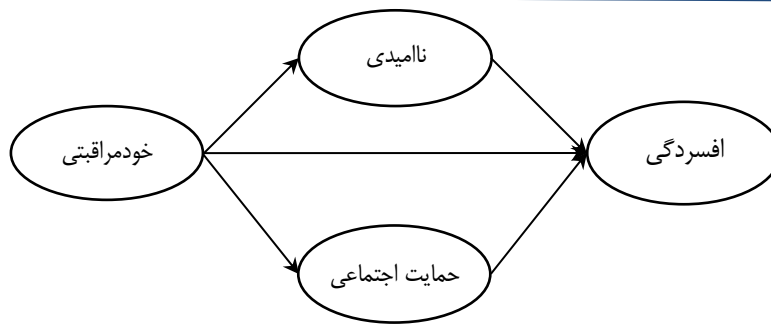 ناامیدی
خودمراقبتی
افسردگی
حمایت اجتماعی